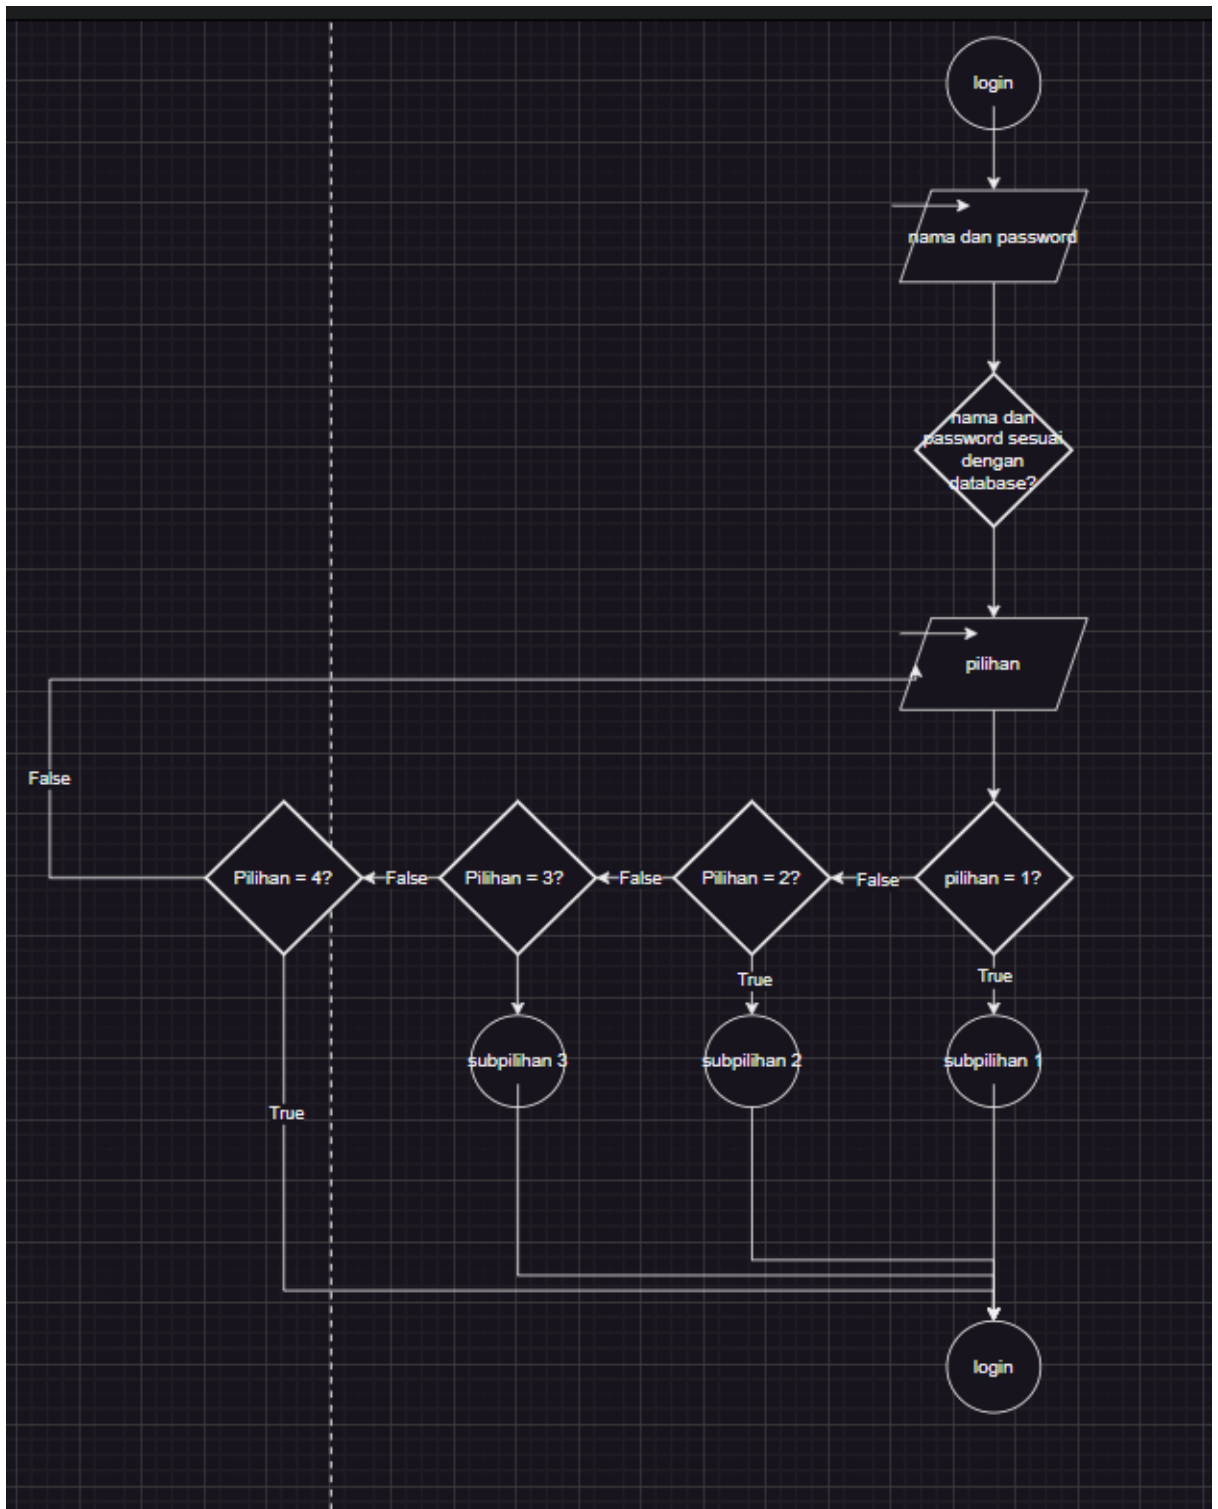 login
nama dan password
nama dan
password sesuai
dengan
database?
pilihan
False
Pilihan = 4?
False
Pilihan = 3?
False
Pilihan = 2?
False
pilihan = 1?
True
True
subpilihan 3
subpilihan 2
subpilihan 1
True
login